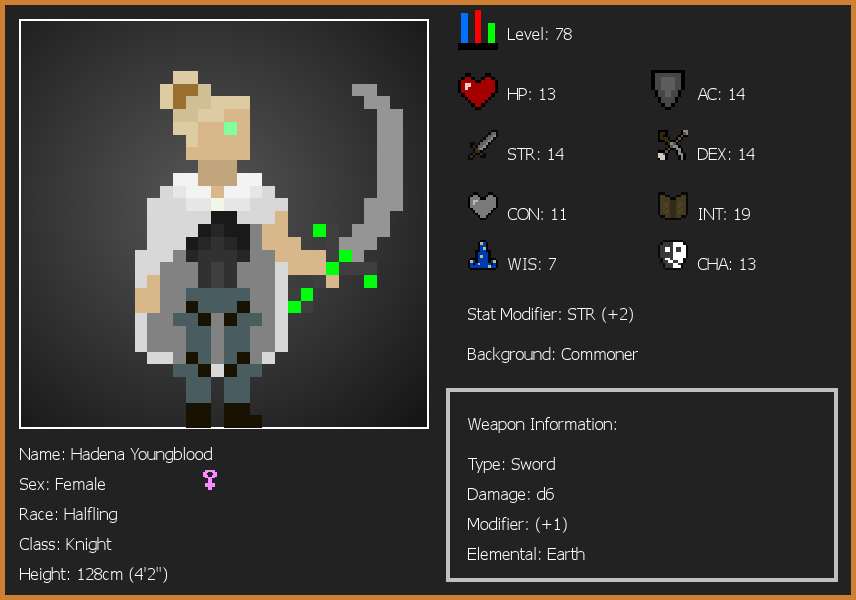 Level: 78
HP: 13
AC: 14
STR: 14
DEX: 14
CON: 11
INT: 19
WIS: 7
CHA: 13
Stat Modifier: STR (+2)
Background: Commoner
Weapon Information:
Type: Sword
Damage: d6
Modifier: (+1)
Elemental: Earth
Name: Hadena Youngblood
Sex: Female
Race: Halfling
Class: Knight
Height: 128cm (4'2")